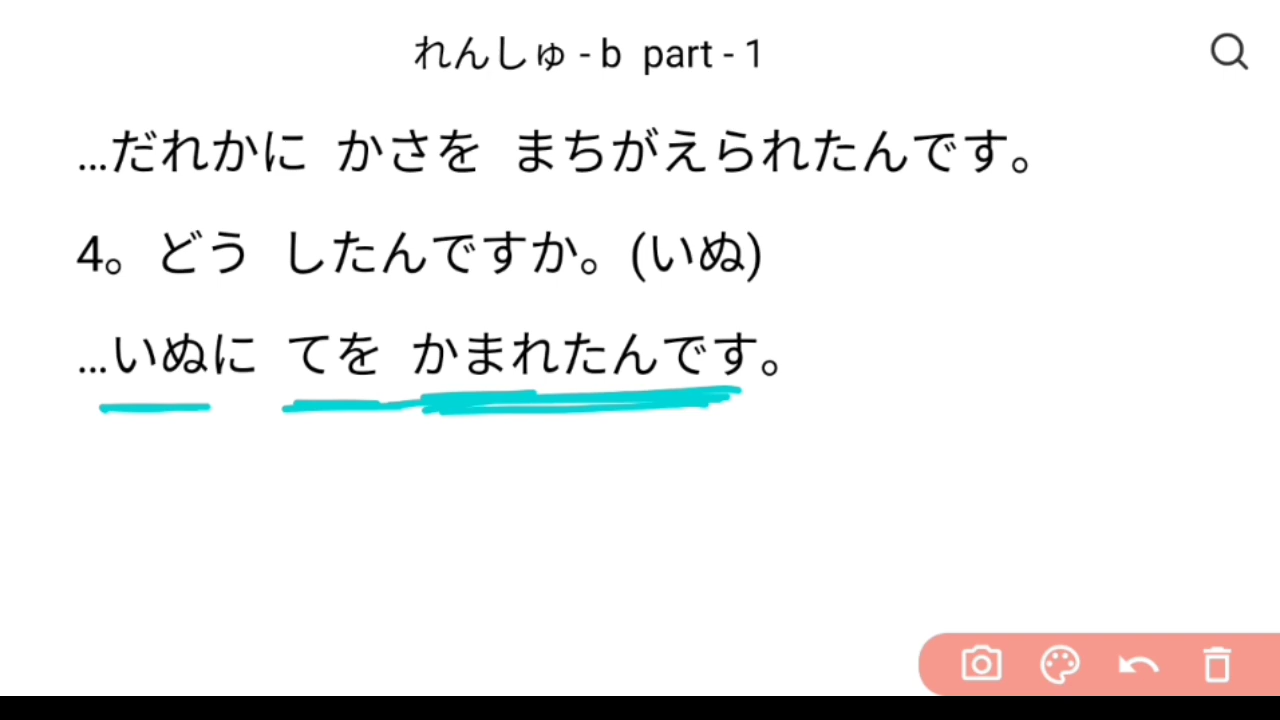 れんしゅ - b part - 1
...だれかに かさを まちがえられたんです。
4。どう したんですか。(いぬ)
...いぬに てを かまれたんです。